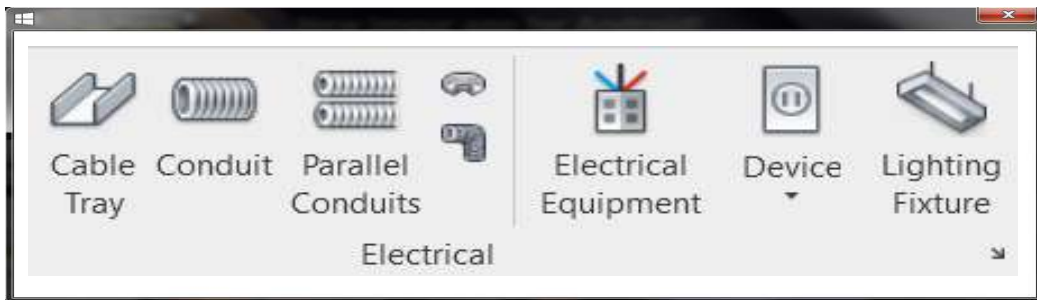 Cable Conduit Parallel Electrical Device Lighting
Tray Conduits Equipment Fixture
Electrical